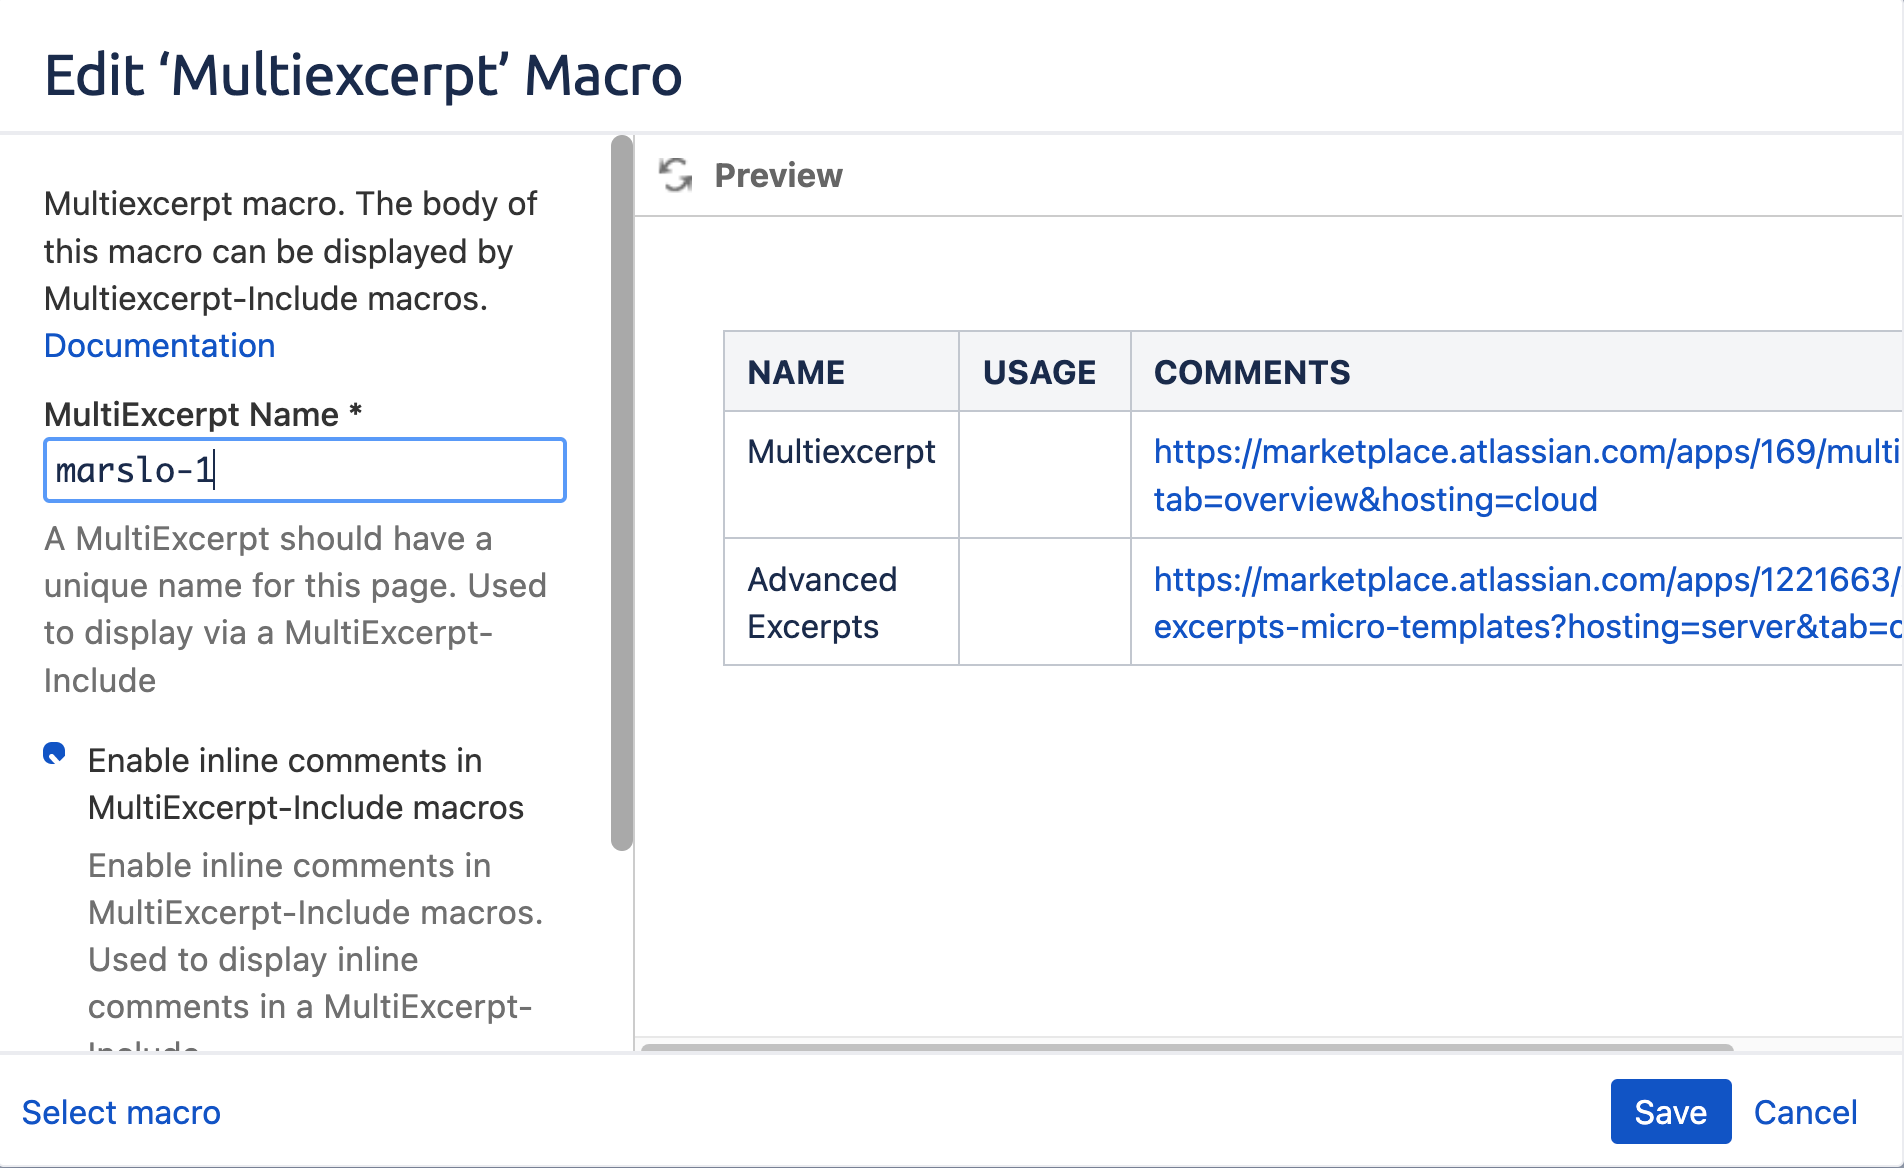 Edit ‘Multiexcerpt’ Macro
Multiexcerpt macro. The body of
this macro can be displayed by
Multiexcerpt-Include macros.
Documentation
MultiExcerpt Name *
marslo-1
A MultiExcerpt should have a
unique name for this page. Used
to display via a MultiExcerpt-
Include
Enable inline comments in
MultiExcerpt-Include macros
Enable inline comments in
MultiExcerpt-Include macros.
Used to display inline
comments in a MultiExcerpt-
Include
Preview
NAME USAGE COMMENTS
Multiexcerpt https://marketplace.atlassian.com/apps/169/multi
tab=overview&hosting=cloud
Advanced https://marketplace.atlassian.com/apps/1221663/
Excerpts excerpts-micro-templates?hosting=server&tab=o
Select macro
Save Cancel